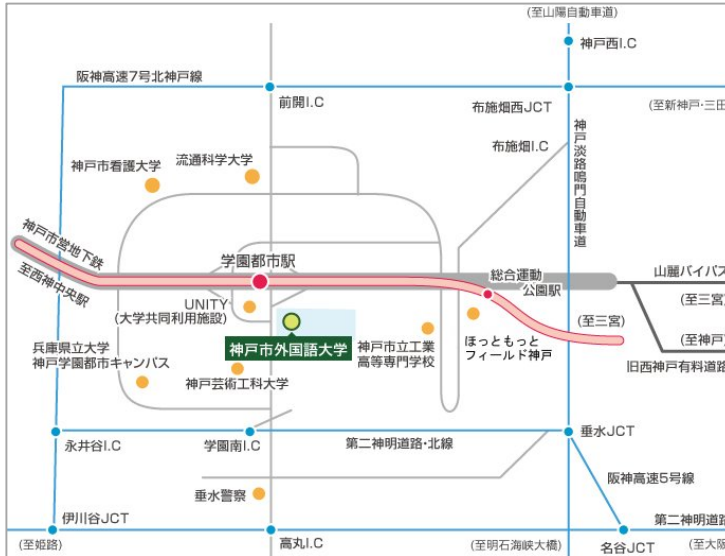 (至山陽自動車道)
神戸西I.C
阪神高速7号北神戸線
前開I.C
布施畑西JCT
(至新神戸・三田
布施畑I.C
神戸淡路鳴門自動車道
流通科学大学
神戸市看護大学
神戸市営地下鉄
至西神中央駅
学園都市駅
総合運動
公園駅
山麓バイパス
(至三宮)
UNITY
(大学共同利用施設)
(至三宮)
神戸市外国語大学
神戸市立工業
高等専門学校
ほっともっと
フィールド神戸
(至神戸)
旧西神戸有料道路
兵庫県立大学
神戸学園都市キャンパス
神戸芸術工科大学
永井谷I.C
学園南I.C
第二神明道路・北線
垂水JCT
阪神高速5号線
垂水警察
伊川谷JCT
第二神明道路
(至姫路)
高丸I.C
(至明石海峡大橋)
名谷JCT
(至大阪